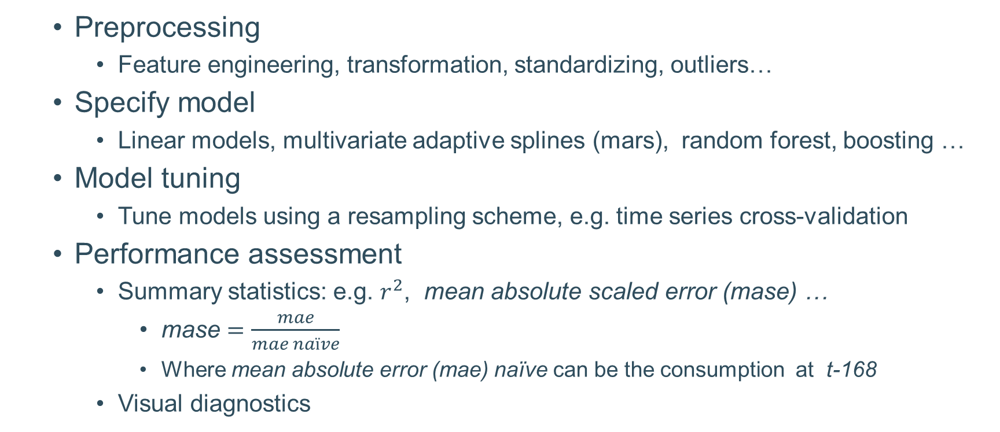 • Preprocessing
• Feature engineering, transformation, standardizing, outliers…
• Specify model
• Linear models, multivariate adaptive splines (mars), random forest, boosting …
• Model tuning
• Tune models using a resampling scheme, e.g. time series cross-validation
• Performance assessment
• Summary statistics: e.g. r², mean absolute scaled error (mase) …
• mase = mae / mae naïve
• Where mean absolute error (mae) naïve can be the consumption at t-168
• Visual diagnostics